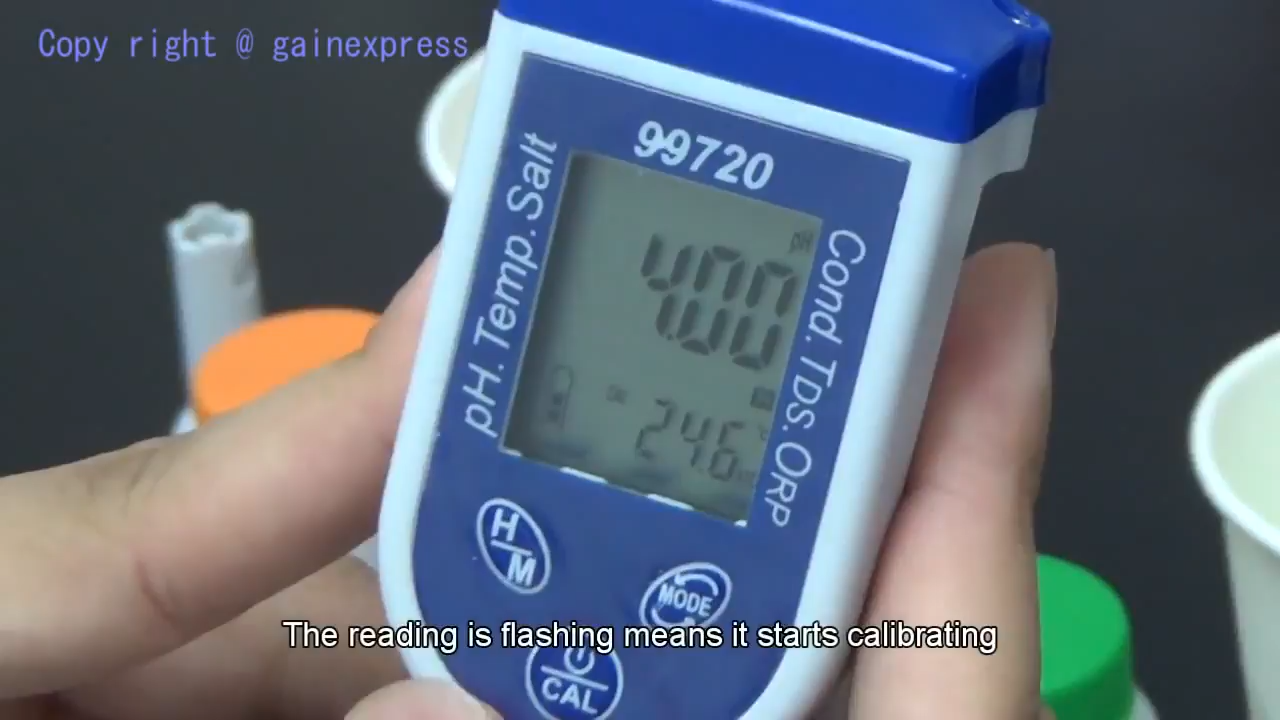 Copy right @ gainexpress
99720
pH.Temp.Salt
Cond.TDS.ORP
pH
4.00
24.6
°C
H/M
MODE
CAL
The reading is flashing means it starts calibrating